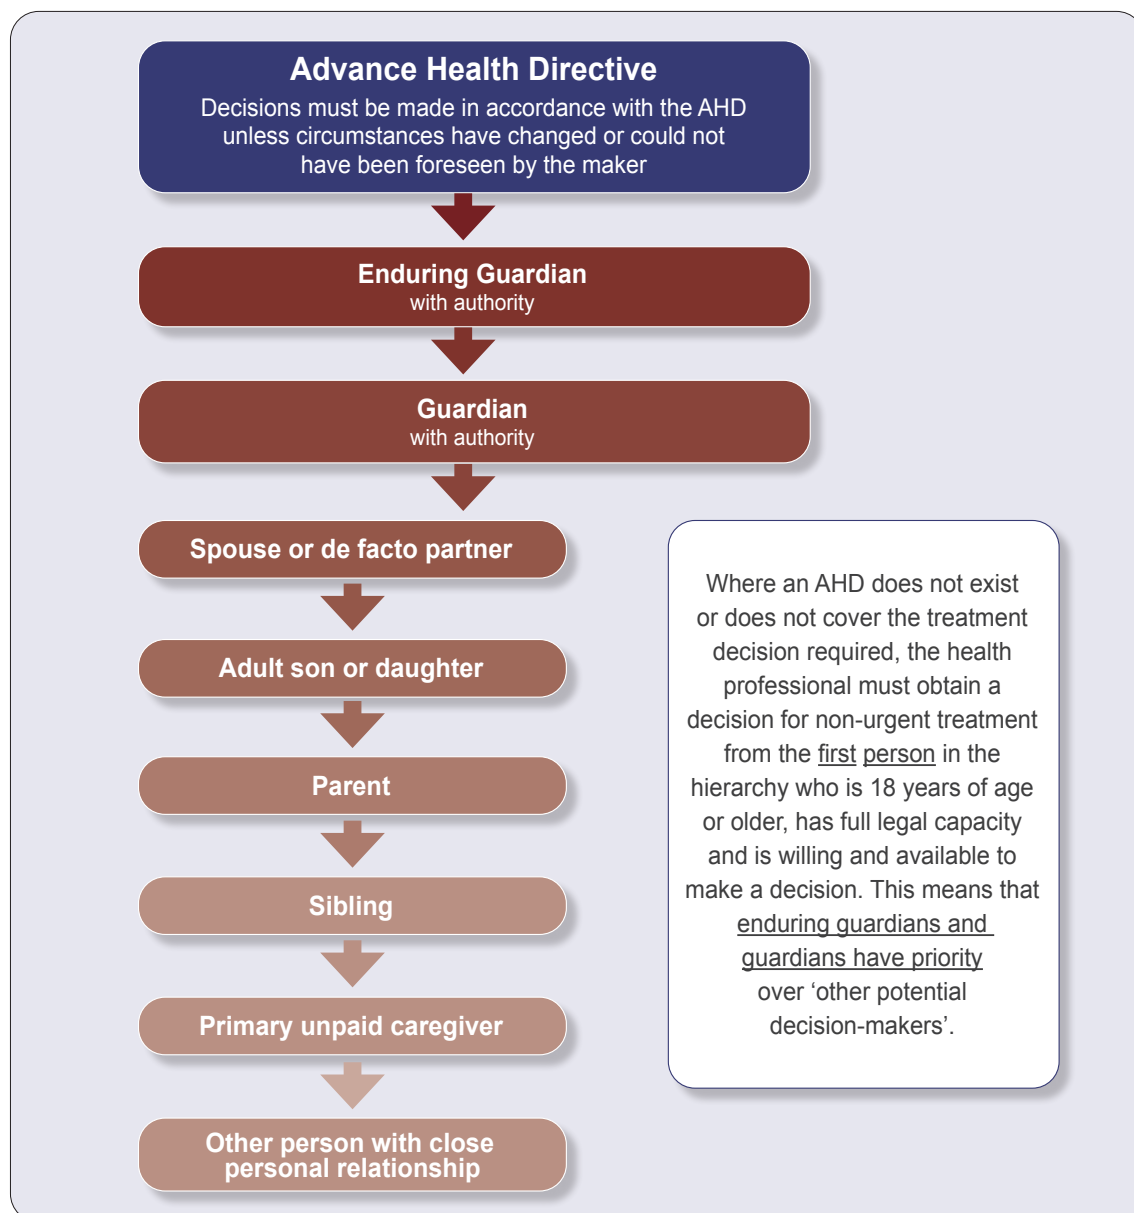 Advance Health Directive
Decisions must be made in accordance with the AHD
unless circumstances have changed or could not
have been foreseen by the maker
Enduring Guardian
with authority
Guardian
with authority
Spouse or de facto partner
Adult son or daughter
Parent
Sibling
Primary unpaid caregiver
Other person with close
personal relationship
Where an AHD does not exist
or does not cover the treatment
decision required, the health
professional must obtain a
decision for non-urgent treatment
from the first person in the
hierarchy who is 18 years of age
or older, has full legal capacity
and is willing and available to
make a decision. This means that
enduring guardians and
guardians have priority
over ‘other potential
decision-makers’.